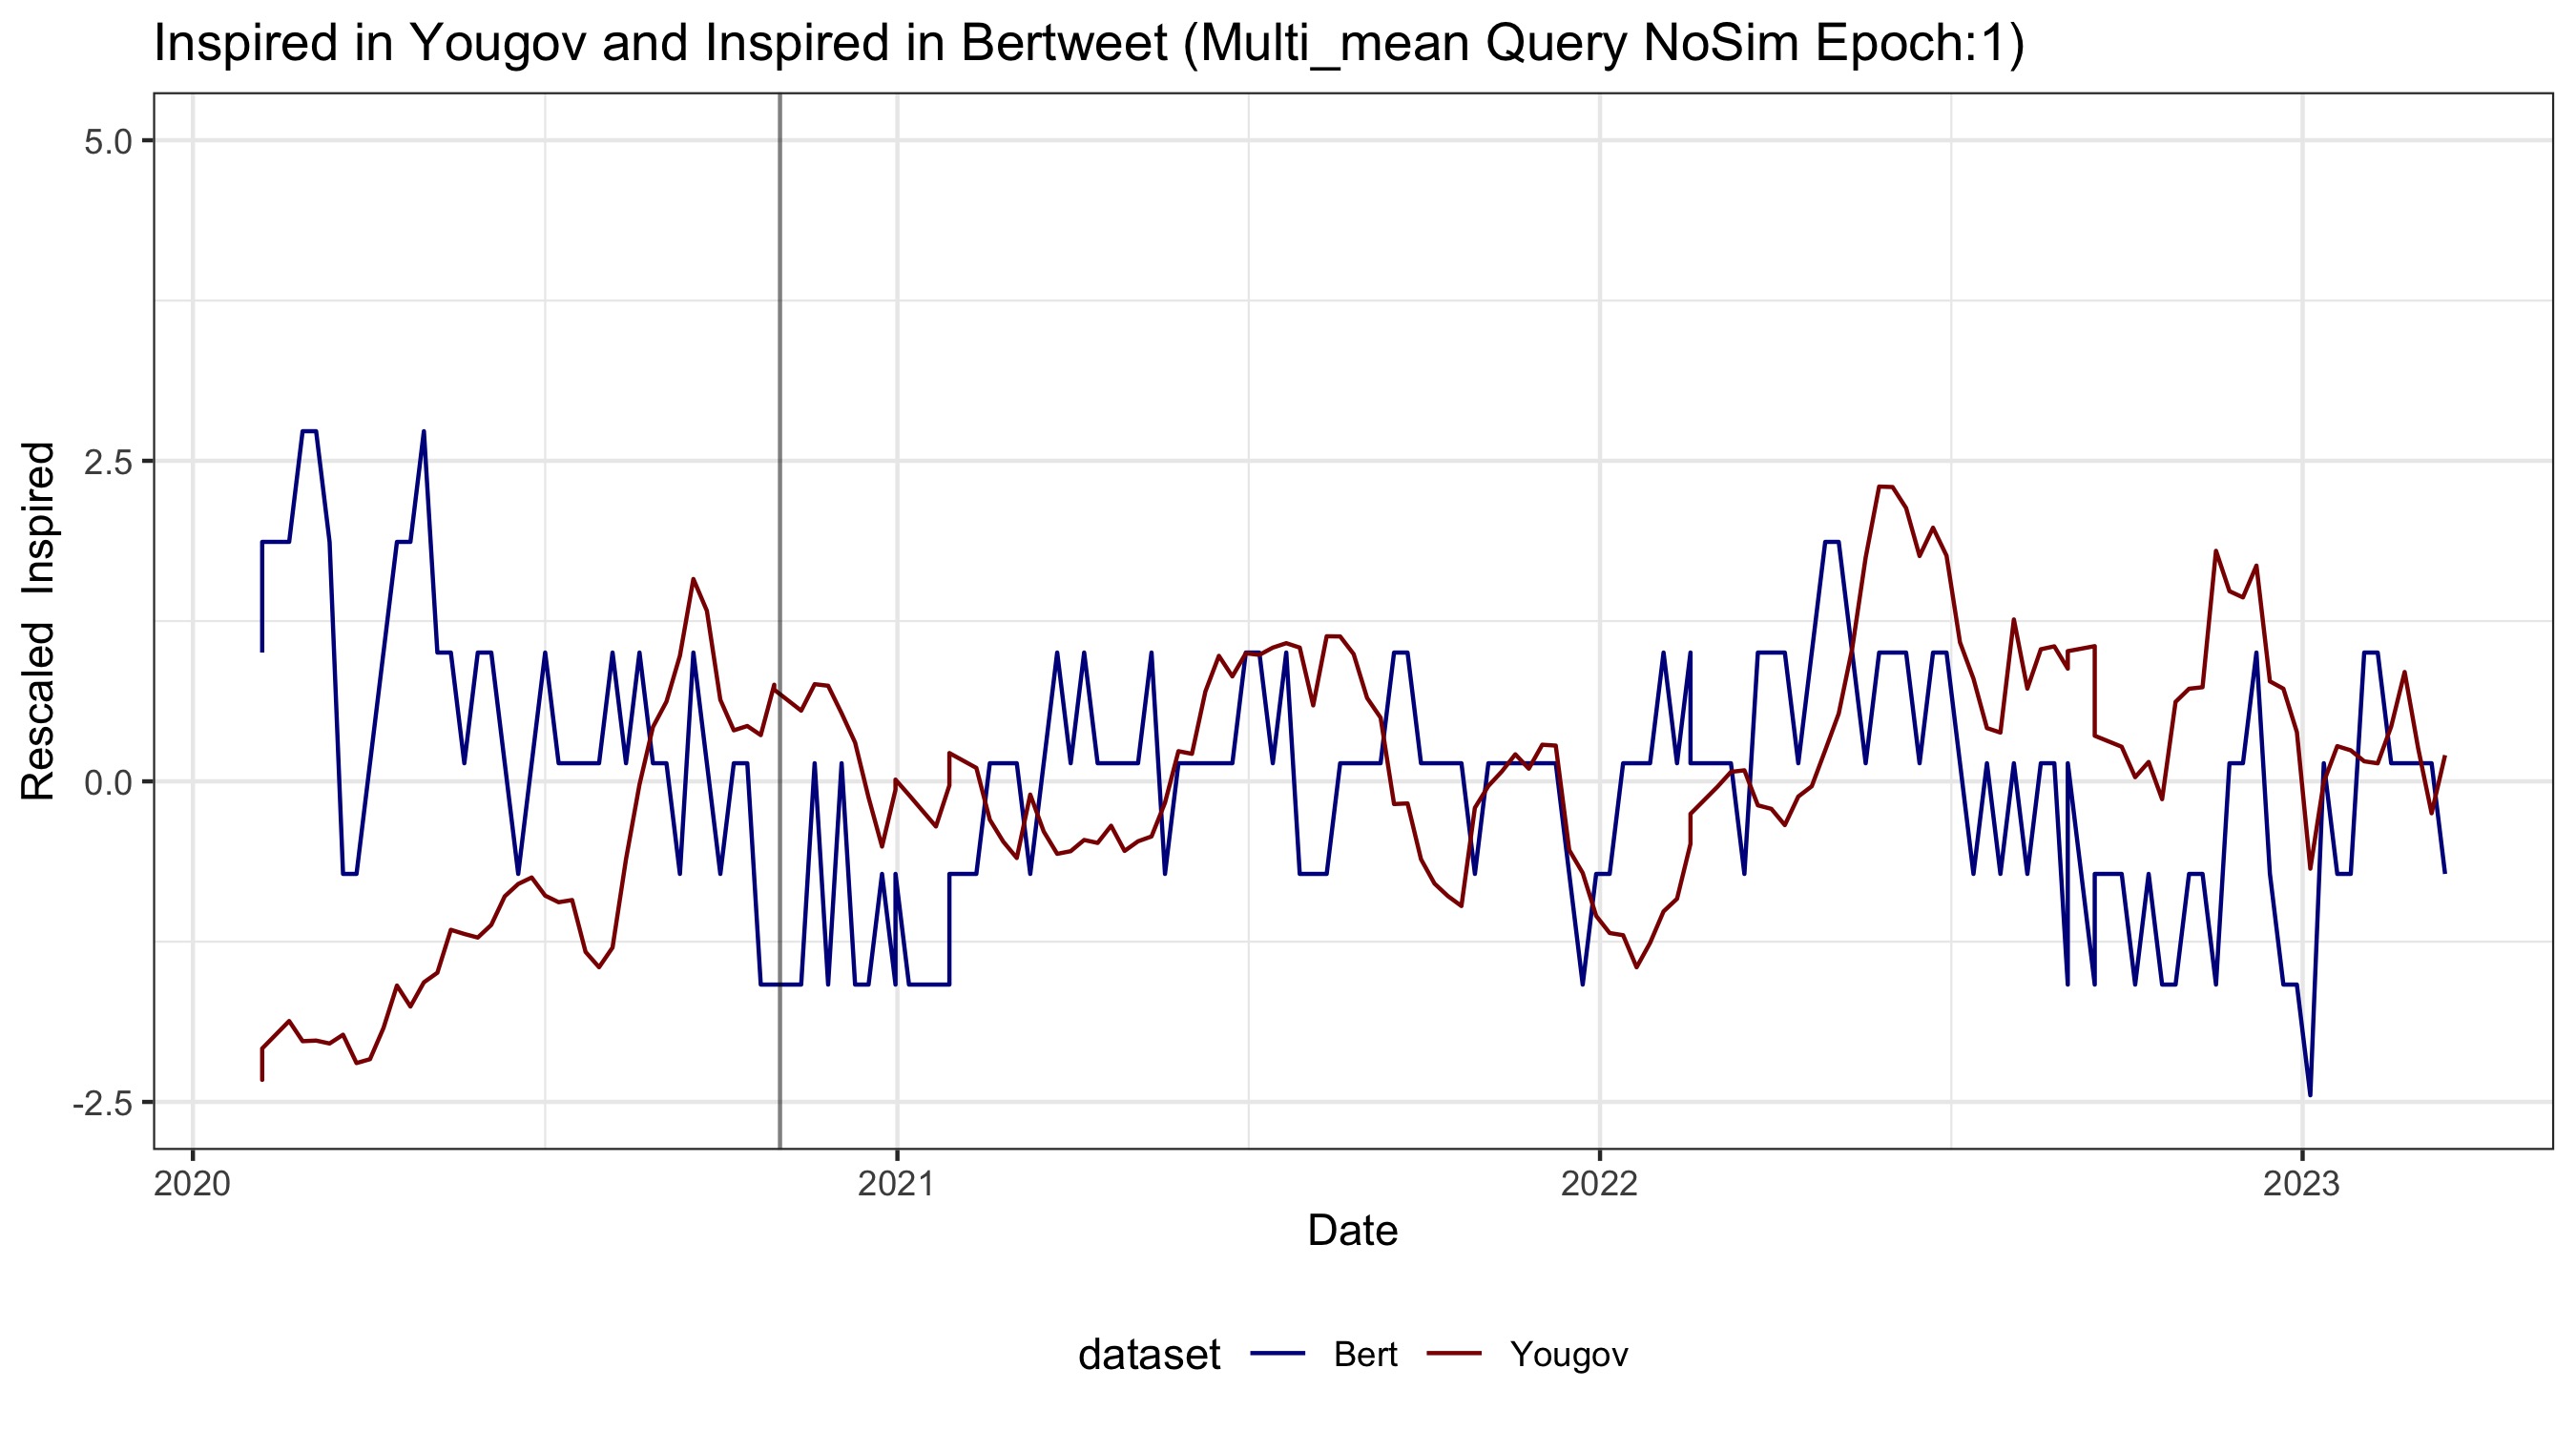 Inspired in Yougov and Inspired in Bertweet (Multi_mean Query NoSim Epoch:1)
Rescaled  Inspired
5.0
2.5
0.0
-2.5
2020
2021
2022
2023
Date
dataset
Bert
Yougov